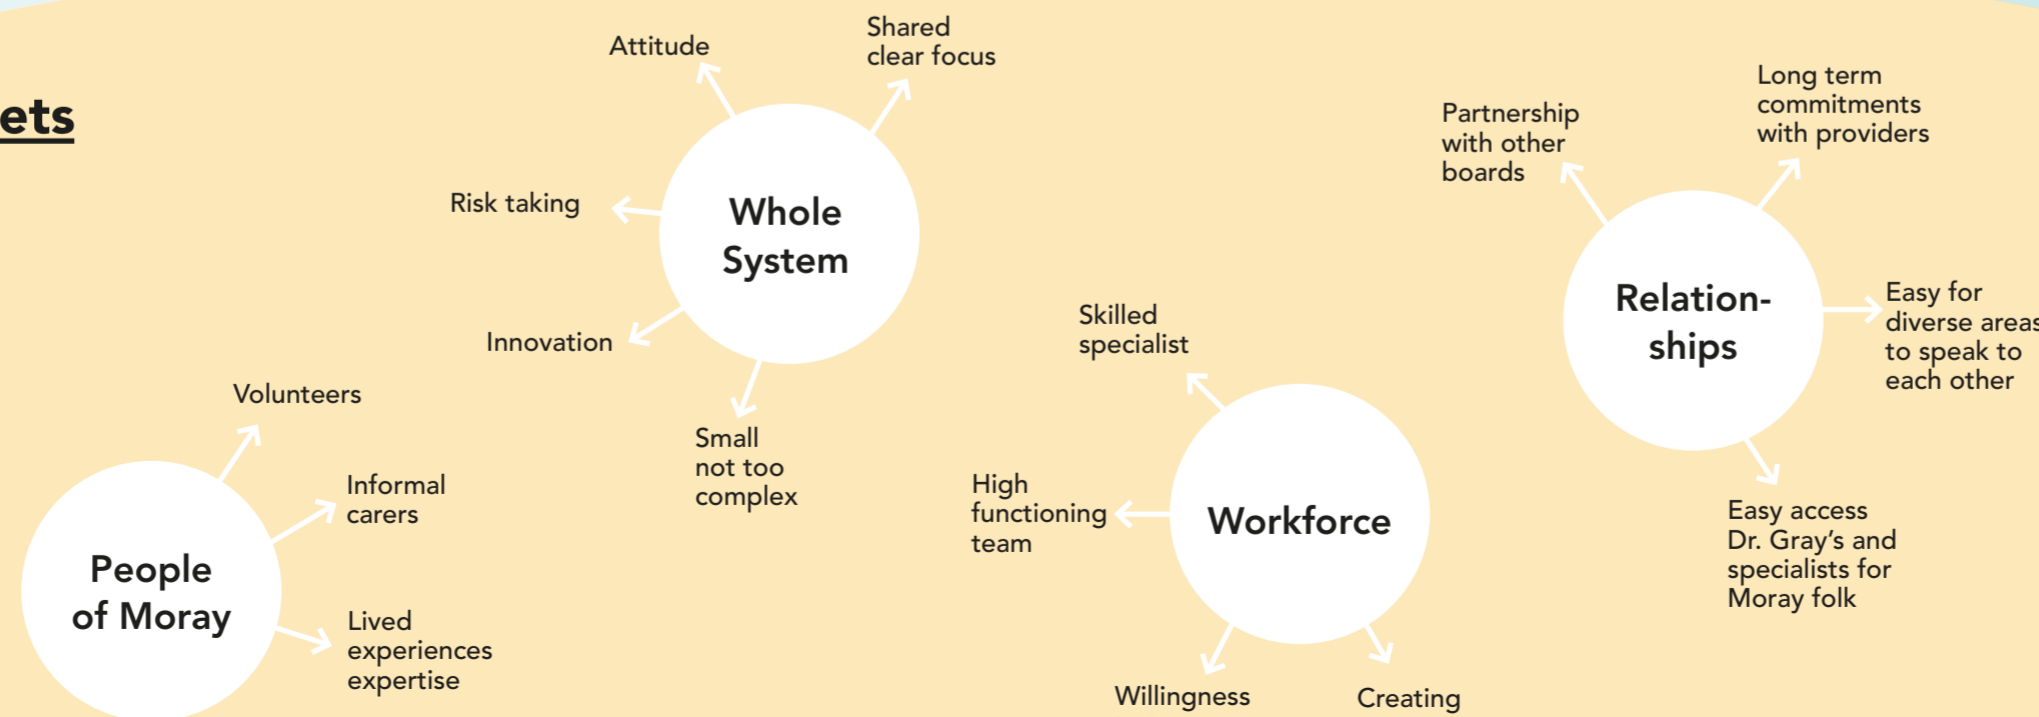 ets
Attitude
Shared
clear focus
Risk taking
Whole
System
Innovation
Small
not too
complex
Volunteers
Informal
carers
People
of Moray
Lived
experiences
expertise
Skilled
specialist
High
functioning
team
Workforce
Willingness
Creating
Partnership
with other
boards
Long term
commitments
with providers
Relation-
ships
Easy for
diverse areas
to speak to
each other
Easy access
Dr. Gray's and
specialists for
Moray folk